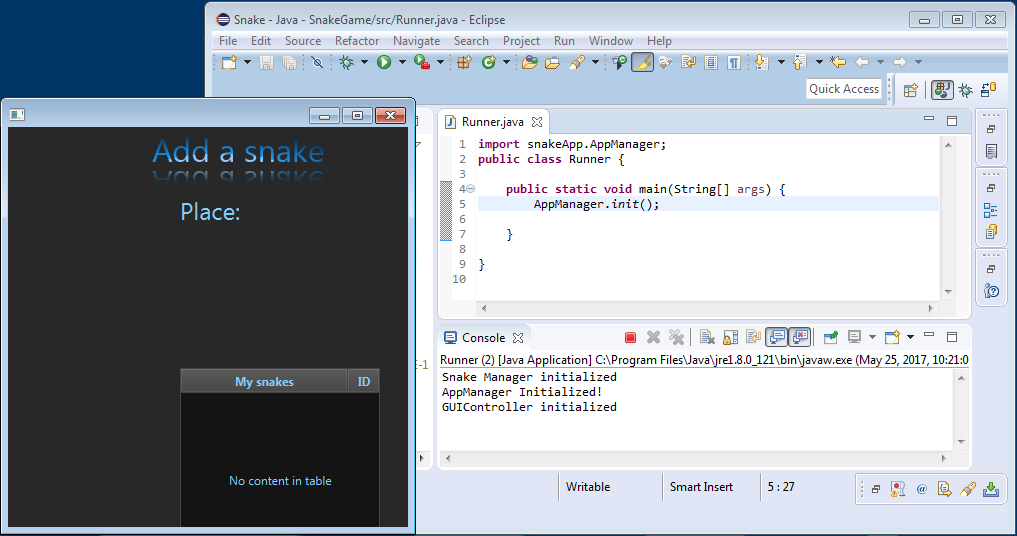 Snake - Java - SnakeGame/src/Runner.java - Eclipse
File Edit Source Refactor Navigate Search Project Run Window Help
Quick Access
Add a snake
Place:
My snakes ID
No content in table
Runner.java
1 import snakeApp.AppManager;
2 public class Runner {
3
4 public static void main(String[] args) {
5 AppManager.init();
6
7 }
8
9 }
10
Console
Runner (2) [Java Application] C:\Program Files\Java\jre1.8.0_121\bin\javaw.exe (May 25, 2017, 10:21:0
Snake Manager initialized
AppManager Initialized!
GUIController initialized
Writable Smart Insert 5 : 27